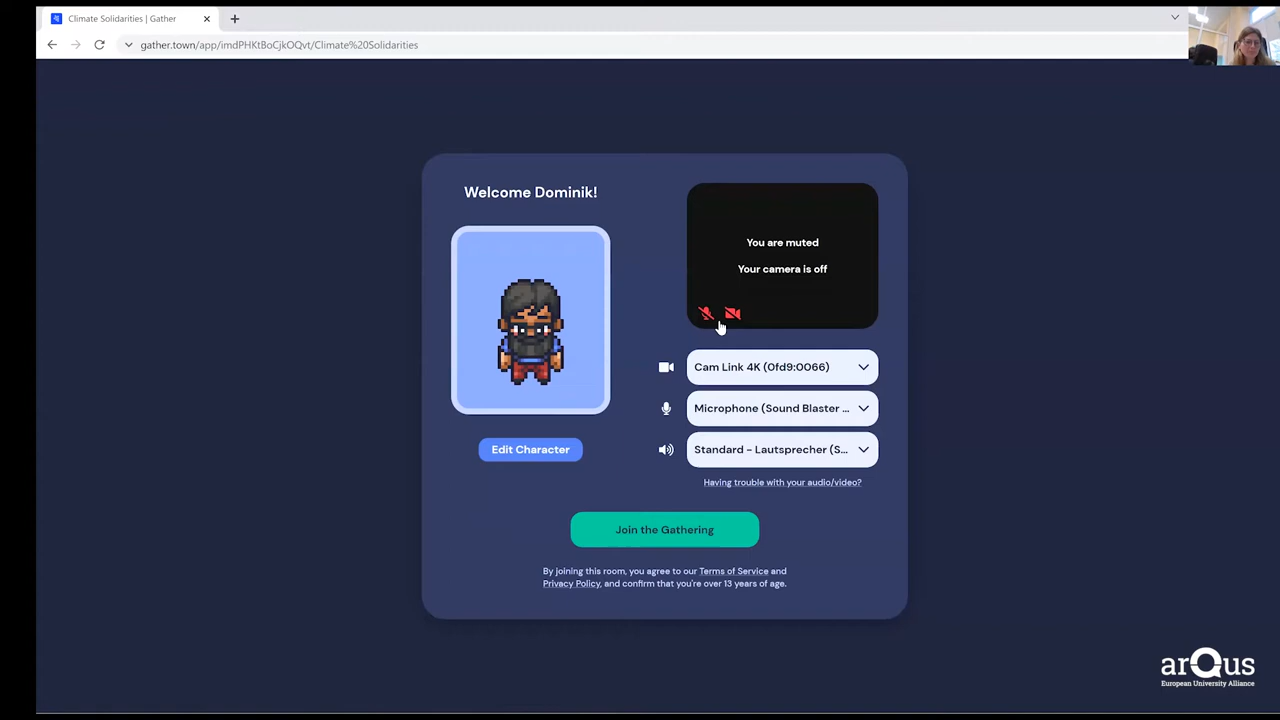 Climate Solidarities | Gather
gather.town/app/imdPHKtBoCjkOQvt/Climate%20Solidarities
Welcome Dominik!
You are muted
Your camera is off
Cam Link 4K (0fd9:0066)
Microphone (Sound Blaster ...
Edit Character
Standard - Lautsprecher (S...
Having trouble with your audio/video?
Join the Gathering
By joining this room, you agree to our Terms of Service and
Privacy Policy, and confirm that you're over 13 years of age.
arQus
European University Alliance